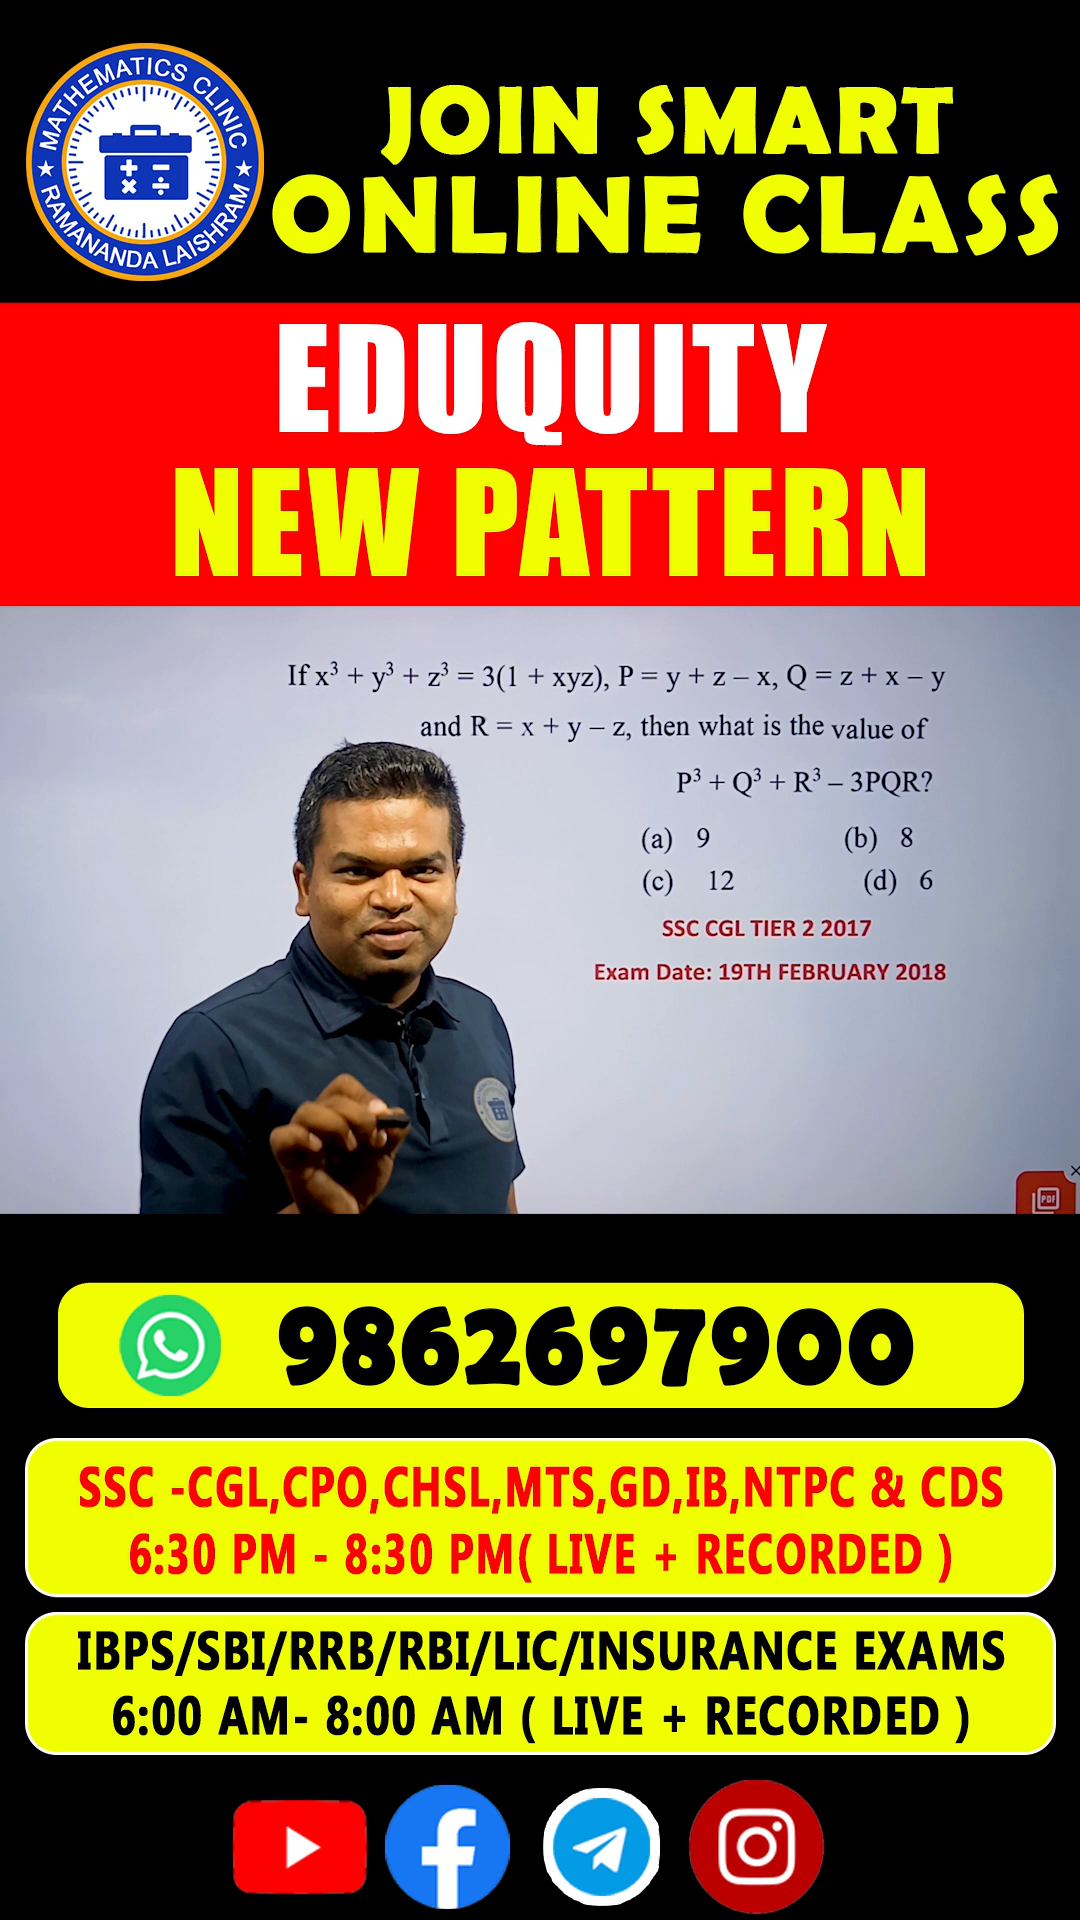 MATHEMATICS CLINIC
RAMANANDA LAISHRAM
JOIN SMART
ONLINE CLASS
EDUQUITY
NEW PATTERN
If x³ + y³ + z³ = 3(1 + xyz), P = y + z – x, Q = z + x – y
and R = x + y – z, then what is the value of
P³ + Q³ + R³ – 3PQR?
(a) 9 (b) 8
(c) 12 (d) 6
SSC CGL TIER 2 2017
Exam Date: 19TH FEBRUARY 2018
PDF
9862697900
SSC -CGL,CPO,CHSL,MTS,GD,IB,NTPC & CDS
6:30 PM - 8:30 PM( LIVE + RECORDED )
IBPS/SBI/RRB/RBI/LIC/INSURANCE EXAMS
6:00 AM- 8:00 AM ( LIVE + RECORDED )